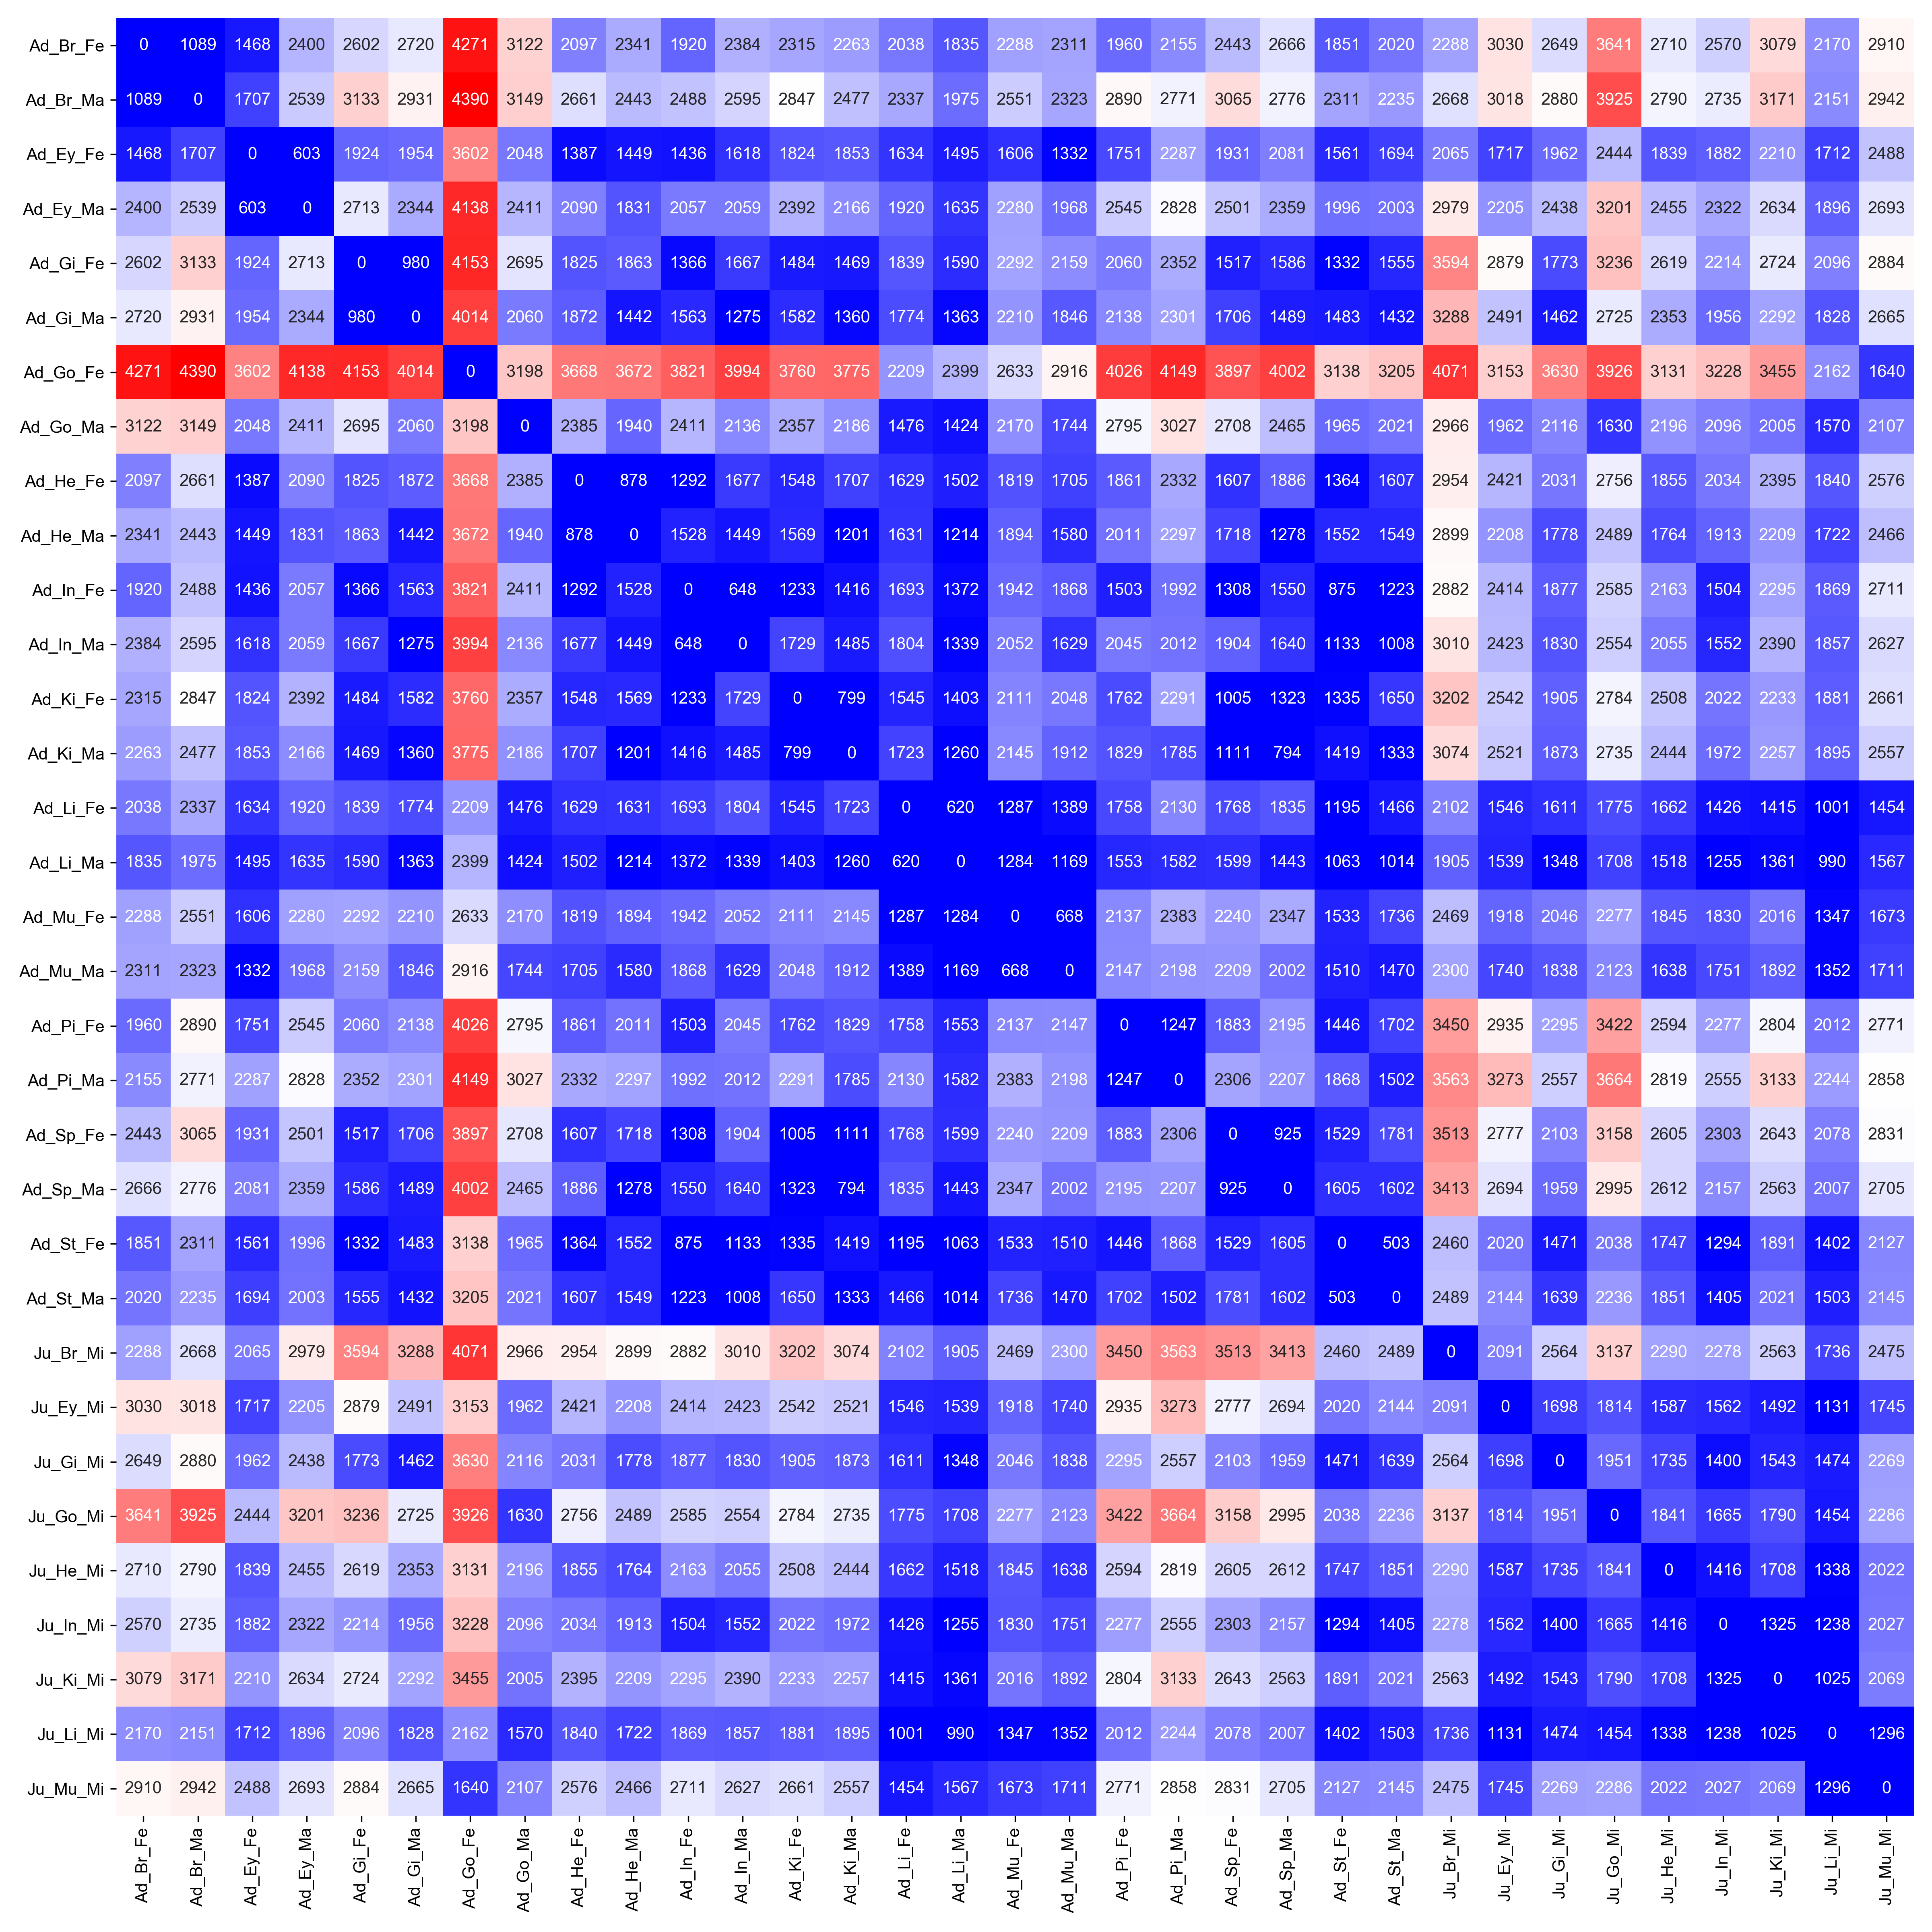 Ad_Br_Fe 0 1089 1468 2400 2602 2720 4271 3122 2097 2341 1920 2384 2315 2263 2038 1835 2288 2311 1960 2155 2443 2666 1851 2020 2288 3030 2649 3641 2710 2570 3079 2170 2910
Ad_Br_Ma 1089 0 1707 2539 3133 2931 4390 3149 2661 2443 2488 2595 2847 2477 2337 1975 2551 2323 2890 2771 3065 2776 2311 2235 2668 3018 2880 3925 2790 2735 3171 2151 2942
Ad_Ey_Fe 1468 1707 0 603 1924 1954 3602 2048 1387 1449 1436 1618 1824 1853 1634 1495 1606 1332 1751 2287 1931 2081 1561 1694 2065 1717 1962 2444 1839 1882 2210 1712 2488
Ad_Ey_Ma 2400 2539 603 0 2713 2344 4138 2411 2090 1831 2057 2059 2392 2166 1920 1635 2280 1968 2545 2828 2501 2359 1996 2003 2979 2205 2438 3201 2455 2322 2634 1896 2693
Ad_Gi_Fe 2602 3133 1924 2713 0 980 4153 2695 1825 1863 1366 1667 1484 1469 1839 1590 2292 2159 2060 2352 1517 1586 1332 1555 3594 2879 1773 3236 2619 2214 2724 2096 2884
Ad_Gi_Ma 2720 2931 1954 2344 980 0 4014 2060 1872 1442 1563 1275 1582 1360 1774 1363 2210 1846 2138 2301 1706 1489 1483 1432 3288 2491 1462 2725 2353 1956 2292 1828 2665
Ad_Go_Fe 4271 4390 3602 4138 4153 4014 0 3198 3668 3672 3821 3994 3760 3775 2209 2399 2633 2916 4026 4149 3897 4002 3138 3205 4071 3153 3630 3926 3131 3228 3455 2162 1640
Ad_Go_Ma 3122 3149 2048 2411 2695 2060 3198 0 2385 1940 2411 2136 2357 2186 1476 1424 2170 1744 2795 3027 2708 2465 1965 2021 2966 1962 2116 1630 2196 2096 2005 1570 2107
Ad_He_Fe 2097 2661 1387 2090 1825 1872 3668 2385 0 878 1292 1677 1548 1707 1629 1502 1819 1705 1861 2332 1607 1886 1364 1607 2954 2421 2031 2756 1855 2034 2395 1840 2576
Ad_He_Ma 2341 2443 1449 1831 1863 1442 3672 1940 878 0 1528 1449 1569 1201 1631 1214 1894 1580 2011 2297 1718 1278 1552 1549 2899 2208 1778 2489 1764 1913 2209 1722 2466
Ad_In_Fe 1920 2488 1436 2057 1366 1563 3821 2411 1292 1528 0 648 1233 1416 1693 1372 1942 1868 1503 1992 1308 1550 875 1223 2882 2414 1877 2585 2163 1504 2295 1869 2711
Ad_In_Ma 2384 2595 1618 2059 1667 1275 3994 2136 1677 1449 648 0 1729 1485 1804 1339 2052 1629 2045 2012 1904 1640 1133 1008 3010 2423 1830 2554 2055 1552 2390 1857 2627
Ad_Ki_Fe 2315 2847 1824 2392 1484 1582 3760 2357 1548 1569 1233 1729 0 799 1545 1403 2111 2048 1762 2291 1005 1323 1335 1650 3202 2542 1905 2784 2508 2022 2233 1881 2661
Ad_Ki_Ma 2263 2477 1853 2166 1469 1360 3775 2186 1707 1201 1416 1485 799 0 1723 1260 2145 1912 1829 1785 1111 794 1419 1333 3074 2521 1873 2735 2444 1972 2257 1895 2557
Ad_Li_Fe 2038 2337 1634 1920 1839 1774 2209 1476 1629 1631 1693 1804 1545 1723 0 620 1287 1389 1758 2130 1768 1835 1195 1466 2102 1546 1611 1775 1662 1426 1415 1001 1454
Ad_Li_Ma 1835 1975 1495 1635 1590 1363 2399 1424 1502 1214 1372 1339 1403 1260 620 0 1284 1169 1553 1582 1599 1443 1063 1014 1905 1539 1348 1708 1518 1255 1361 990 1567
Ad_Mu_Fe 2288 2551 1606 2280 2292 2210 2633 2170 1819 1894 1942 2052 2111 2145 1287 1284 0 668 2137 2383 2240 2347 1533 1736 2469 1918 2046 2277 1845 1830 2016 1347 1673
Ad_Mu_Ma 2311 2323 1332 1968 2159 1846 2916 1744 1705 1580 1868 1629 2048 1912 1389 1169 668 0 2147 2198 2209 2002 1510 1470 2300 1740 1838 2123 1638 1751 1892 1352 1711
Ad_Pi_Fe 1960 2890 1751 2545 2060 2138 4026 2795 1861 2011 1503 2045 1762 1829 1758 1553 2137 2147 0 1247 1883 2195 1446 1702 3450 2935 2295 3422 2594 2277 2804 2012 2771
Ad_Pi_Ma 2155 2771 2287 2828 2352 2301 4149 3027 2332 2297 1992 2012 2291 1785 2130 1582 2383 2198 1247 0 2306 2207 1868 1502 3563 3273 2557 3664 2819 2555 3133 2244 2858
Ad_Sp_Fe 2443 3065 1931 2501 1517 1706 3897 2708 1607 1718 1308 1904 1005 1111 1768 1599 2240 2209 1883 2306 0 925 1529 1781 3513 2777 2103 3158 2605 2303 2643 2078 2831
Ad_Sp_Ma 2666 2776 2081 2359 1586 1489 4002 2465 1886 1278 1550 1640 1323 794 1835 1443 2347 2002 2195 2207 925 0 1605 1602 3413 2694 1959 2995 2612 2157 2563 2007 2705
Ad_St_Fe 1851 2311 1561 1996 1332 1483 3138 1965 1364 1552 875 1133 1335 1419 1195 1063 1533 1510 1446 1868 1529 1605 0 503 2460 2020 1471 2038 1747 1294 1891 1402 2127
Ad_St_Ma 2020 2235 1694 2003 1555 1432 3205 2021 1607 1549 1223 1008 1650 1333 1466 1014 1736 1470 1702 1502 1781 1602 503 0 2489 2144 1639 2236 1851 1405 2021 1503 2145
Ju_Br_Mi 2288 2668 2065 2979 3594 3288 4071 2966 2954 2899 2882 3010 3202 3074 2102 1905 2469 2300 3450 3563 3513 3413 2460 2489 0 2091 2564 3137 2290 2278 2563 1736 2475
Ju_Ey_Mi 3030 3018 1717 2205 2879 2491 3153 1962 2421 2208 2414 2423 2542 2521 1546 1539 1918 1740 2935 3273 2777 2694 2020 2144 2091 0 1698 1814 1587 1562 1492 1131 1745
Ju_Gi_Mi 2649 2880 1962 2438 1773 1462 3630 2116 2031 1778 1877 1830 1905 1873 1611 1348 2046 1838 2295 2557 2103 1959 1471 1639 2564 1698 0 1951 1735 1400 1543 1474 2269
Ju_Go_Mi 3641 3925 2444 3201 3236 2725 3926 1630 2756 2489 2585 2554 2784 2735 1775 1708 2277 2123 3422 3664 3158 2995 2038 2236 3137 1814 1951 0 1841 1665 1790 1454 2286
Ju_He_Mi 2710 2790 1839 2455 2619 2353 3131 2196 1855 1764 2163 2055 2508 2444 1662 1518 1845 1638 2594 2819 2605 2612 1747 1851 2290 1587 1735 1841 0 1416 1708 1338 2022
Ju_In_Mi 2570 2735 1882 2322 2214 1956 3228 2096 2034 1913 1504 1552 2022 1972 1426 1255 1830 1751 2277 2555 2303 2157 1294 1405 2278 1562 1400 1665 1416 0 1325 1238 2027
Ju_Ki_Mi 3079 3171 2210 2634 2724 2292 3455 2005 2395 2209 2295 2390 2233 2257 1415 1361 2016 1892 2804 3133 2643 2563 1891 2021 2563 1492 1543 1790 1708 1325 0 1025 2069
Ju_Li_Mi 2170 2151 1712 1896 2096 1828 2162 1570 1840 1722 1869 1857 1881 1895 1001 990 1347 1352 2012 2244 2078 2007 1402 1503 1736 1131 1474 1454 1338 1238 1025 0 1296
Ju_Mu_Mi 2910 2942 2488 2693 2884 2665 1640 2107 2576 2466 2711 2627 2661 2557 1454 1567 1673 1711 2771 2858 2831 2705 2127 2145 2475 1745 2269 2286 2022 2027 2069 1296 0
Ad_Br_Fe Ad_Br_Ma Ad_Ey_Fe Ad_Ey_Ma Ad_Gi_Fe Ad_Gi_Ma Ad_Go_Fe Ad_Go_Ma Ad_He_Fe Ad_He_Ma Ad_In_Fe Ad_In_Ma Ad_Ki_Fe Ad_Ki_Ma Ad_Li_Fe Ad_Li_Ma Ad_Mu_Fe Ad_Mu_Ma Ad_Pi_Fe Ad_Pi_Ma Ad_Sp_Fe Ad_Sp_Ma Ad_St_Fe Ad_St_Ma Ju_Br_Mi Ju_Ey_Mi Ju_Gi_Mi Ju_Go_Mi Ju_He_Mi Ju_In_Mi Ju_Ki_Mi Ju_Li_Mi Ju_Mu_Mi